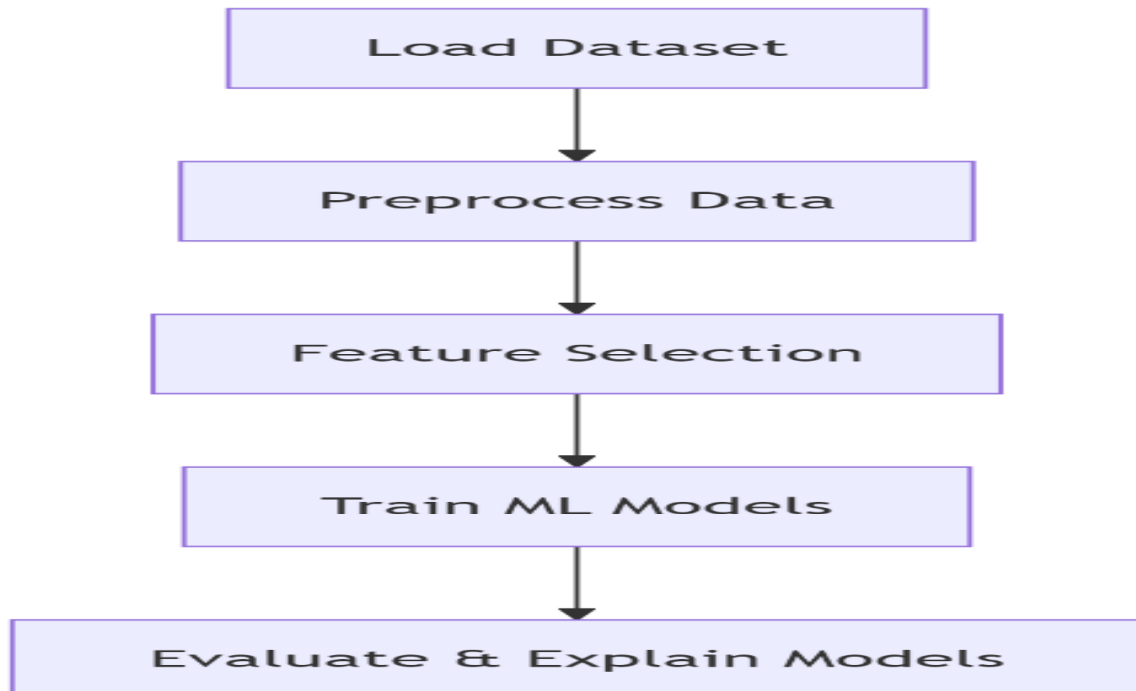 Load Dataset
Preprocess Data
Feature Selection
Train ML Models
Evaluate & Explain Models